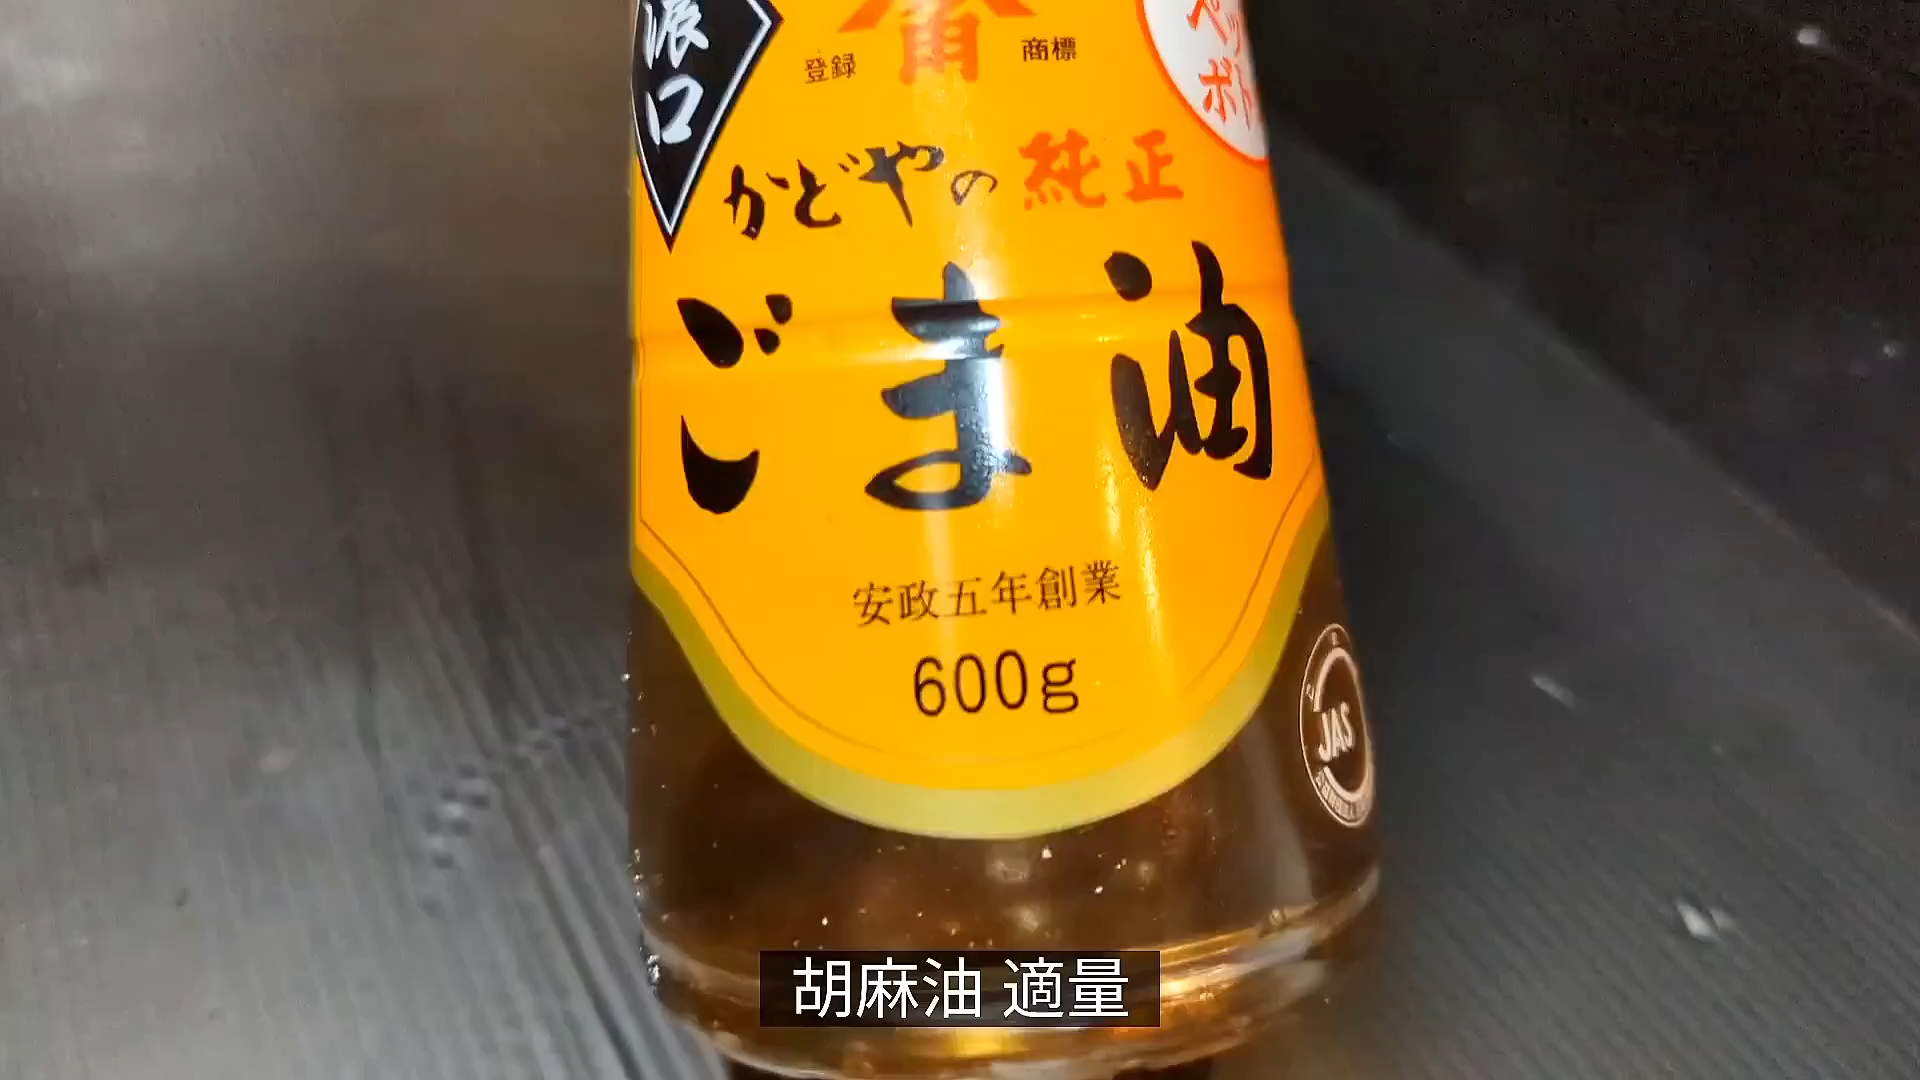 濃口
登録 商標
かどやの 純正
ごま油
安政五年創業
600g
JAS
胡麻油 適量